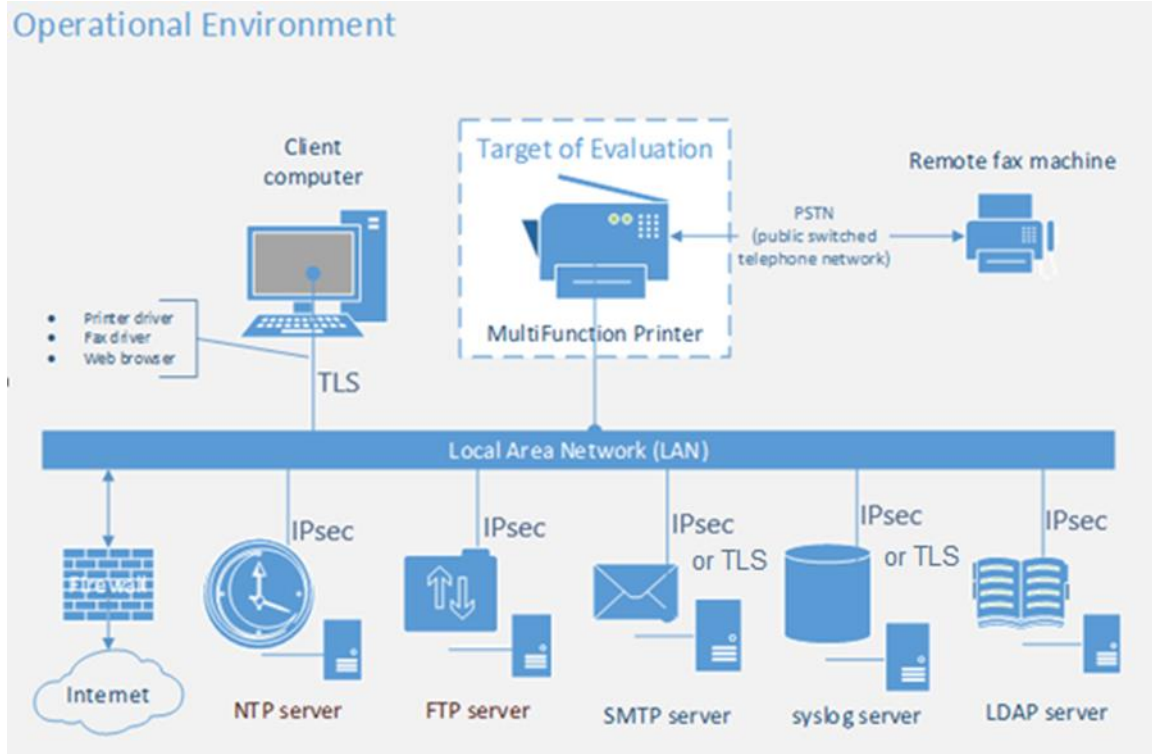 Operational Environment
Client
computer
Target of Evaluation
MultiFunction Printer
PSTN
(public switched
telephone network)
Remote fax machine
• Printer driver
• Fax driver
• Web browser
TLS
Local Area Network (LAN)
Firewall
Internet
IPsec
NTP server
IPsec
FTP server
IPsec
or TLS
SMTP server
IPsec
or TLS
syslog server
IPsec
LDAP server